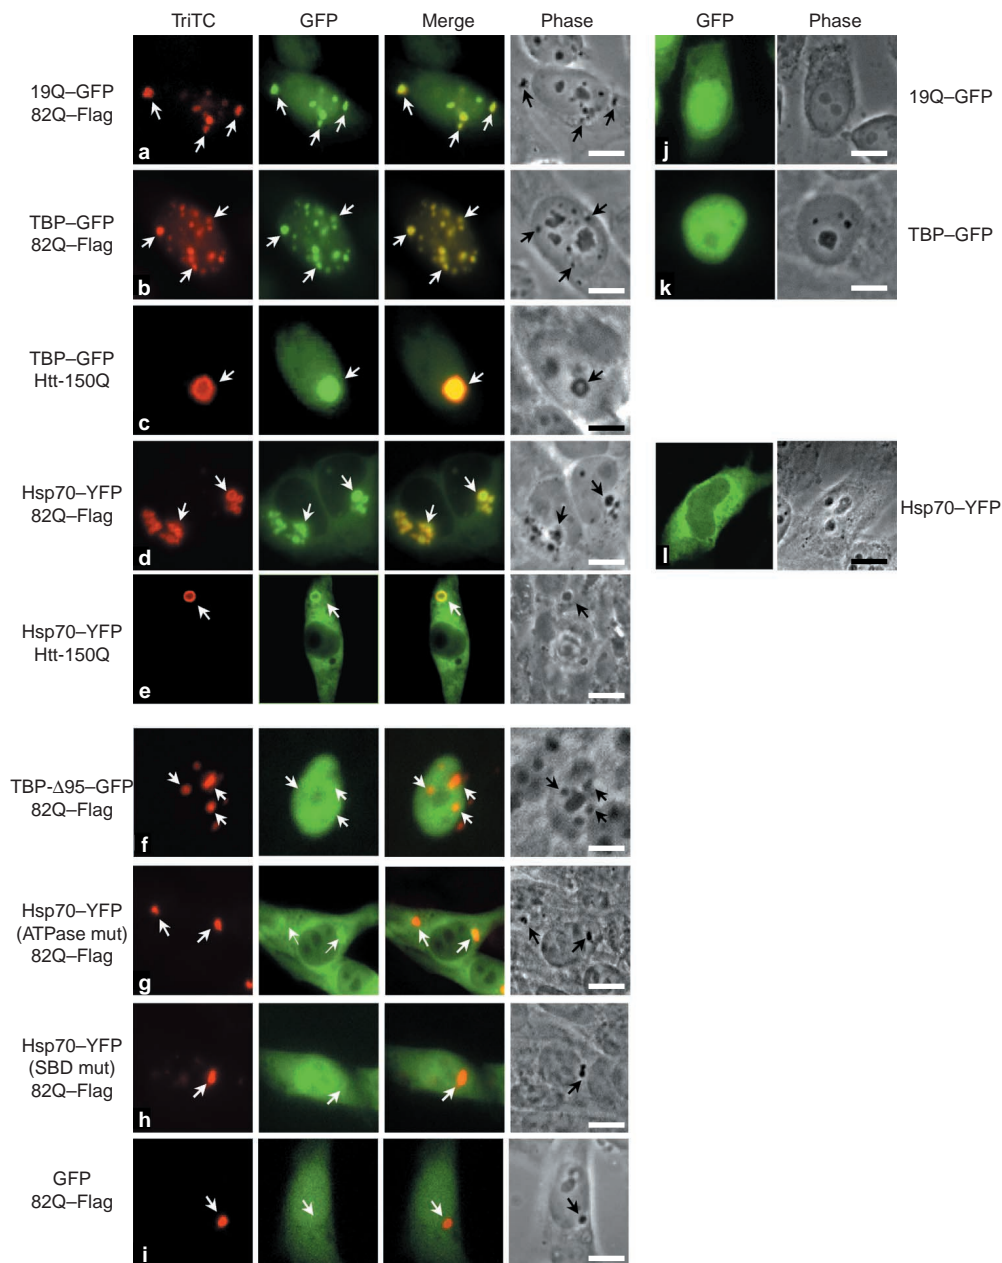 TriTC GFP Merge Phase GFP Phase
19Q–GFP
82Q–Flag
a
j
19Q–GFP
TBP–GFP
82Q–Flag
b
k
TBP–GFP
TBP–GFP
Htt-150Q
c
Hsp70–YFP
82Q–Flag
d
l
Hsp70–YFP
Hsp70–YFP
Htt-150Q
e
TBP-Δ95–GFP
82Q–Flag
f
Hsp70–YFP
(ATPase mut)
82Q–Flag
g
Hsp70–YFP
(SBD mut)
82Q–Flag
h
GFP
82Q–Flag
i